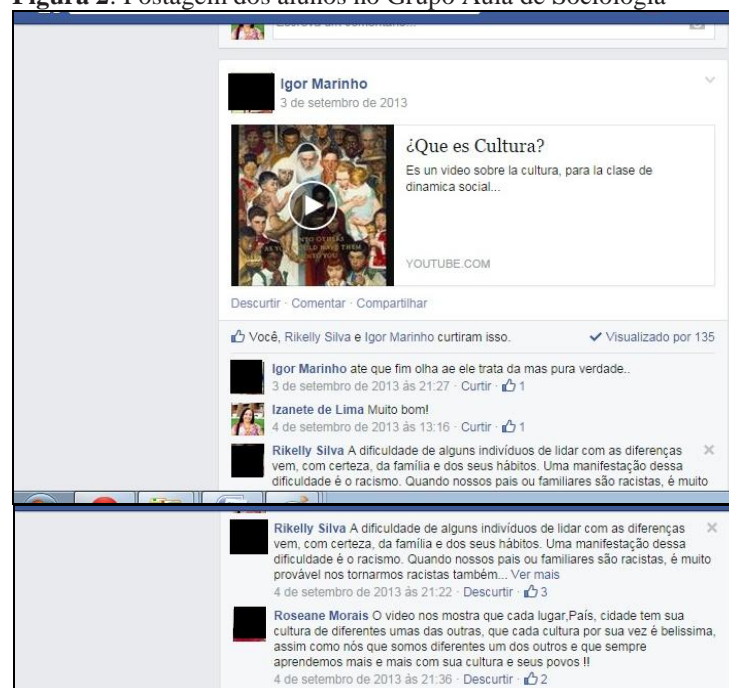 Figura 2: Postagem dos alunos no Grupo Aula de Sociologia
Escreva um comentário...
Igor Marinho
3 de setembro de 2013
¿Que es Cultura?
Es un video sobre la cultura, para la clase de
dinamica social...
YOUTUBE.COM
Descurtir · Comentar · Compartilhar
Você, Rikelly Silva e Igor Marinho curtiram isso.
Visualizado por 135
Igor Marinho ate que fim olha ae ele trata da mas pura verdade..
3 de setembro de 2013 às 21:27 · Curtir · 1
Izanete de Lima Muito bom!
4 de setembro de 2013 às 13:16 · Curtir · 1
Rikelly Silva A dificuldade de alguns indivíduos de lidar com as diferenças
vem, com certeza, da família e dos seus hábitos. Uma manifestação dessa
dificuldade é o racismo. Quando nossos pais ou familiares são racistas, é muito
Rikelly Silva A dificuldade de alguns indivíduos de lidar com as diferenças
vem, com certeza, da família e dos seus hábitos. Uma manifestação dessa
dificuldade é o racismo. Quando nossos pais ou familiares são racistas, é muito
provável nos tornarmos racistas também... Ver mais
4 de setembro de 2013 às 21:22 · Descurtir · 3
Roseane Morais O video nos mostra que cada lugar,País, cidade tem sua
cultura de diferentes umas das outras, que cada cultura por sua vez é belissima,
assim como nós que somos diferentes um dos outros e que sempre
aprendemos mais e mais com sua cultura e seus povos !!
4 de setembro de 2013 às 21:36 · Descurtir · 2